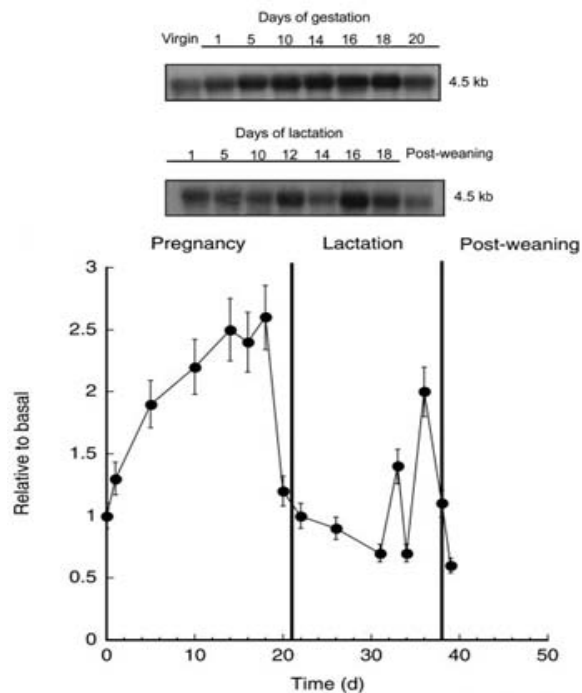 Days of gestation
Virgin 1 5 10 14 16 18 20
4.5 kb
Days of lactation
1 5 10 12 14 16 18 Post-weaning
4.5 kb
Pregnancy Lactation Post-weaning
3
2.5
2
1.5
1
0.5
0
Relative to basal
0 10 20 30 40 50
Time (d)